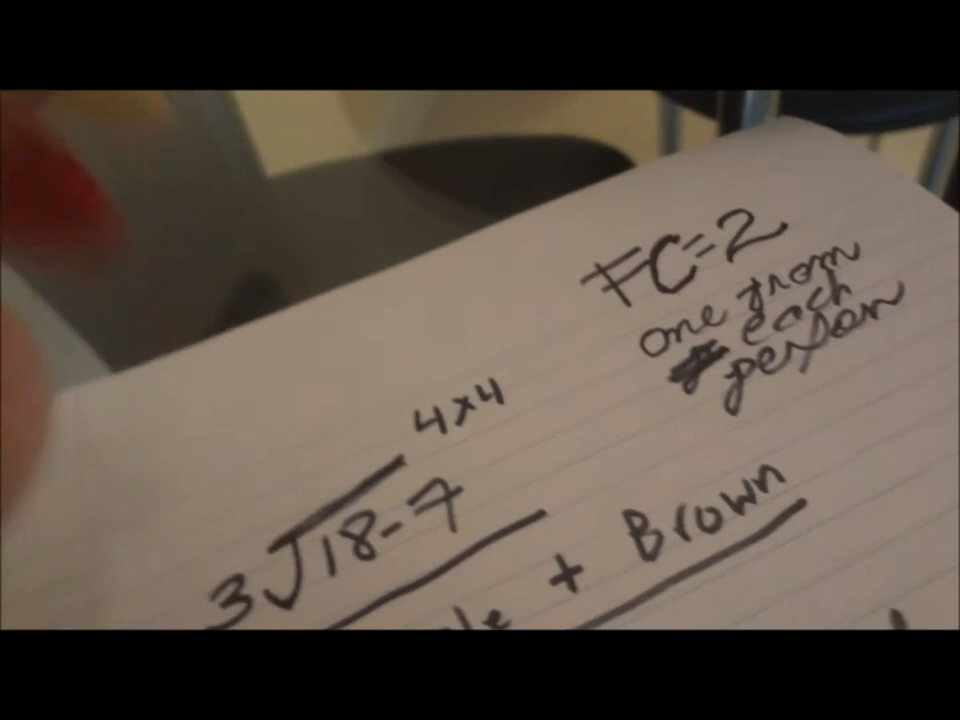 FC=2
one from
each
person
4x4
3√18-7
+ Brown